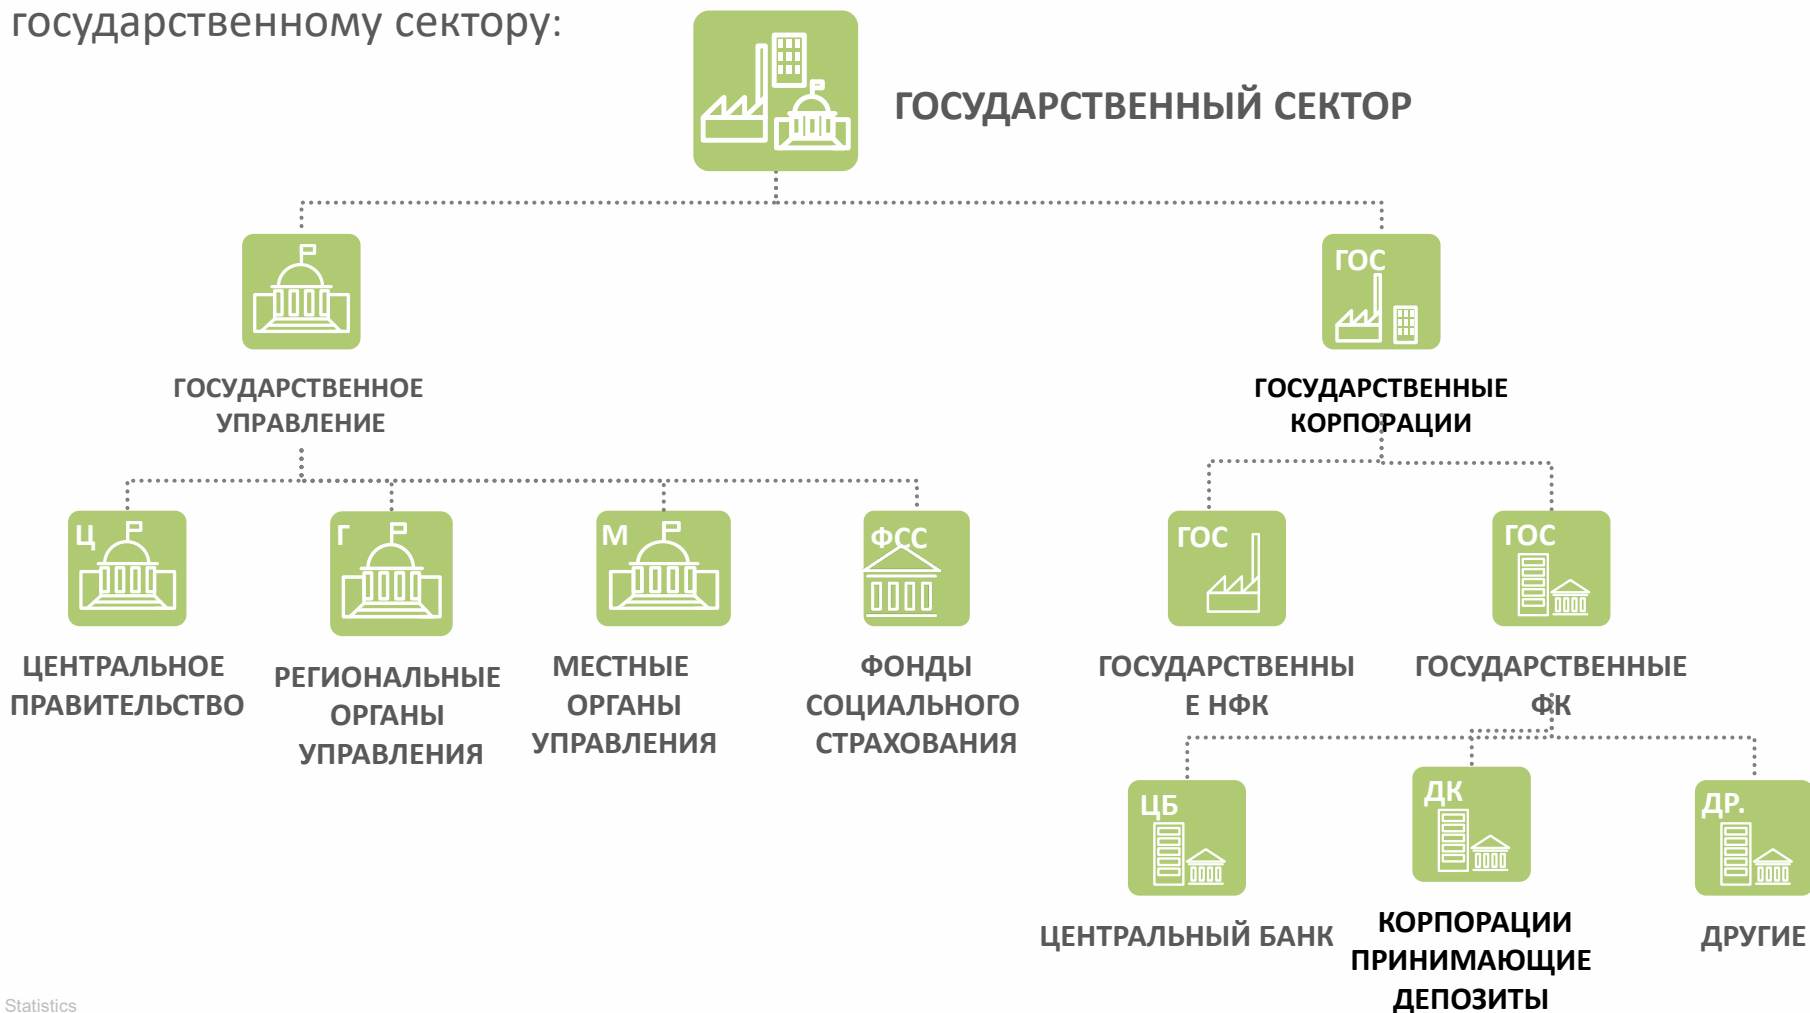 государственному сектору:
ГОСУДАРСТВЕННЫЙ СЕКТОР
ГОС
ГОСУДАРСТВЕННОЕ
УПРАВЛЕНИЕ
ГОСУДАРСТВЕННЫЕ
КОРПОРАЦИИ
Ц
Г
М
ФСС
ГОС
ГОС
ЦЕНТРАЛЬНОЕ
ПРАВИТЕЛЬСТВО
РЕГИОНАЛЬНЫЕ
ОРГАНЫ
УПРАВЛЕНИЯ
МЕСТНЫЕ
ОРГАНЫ
УПРАВЛЕНИЯ
ФОНДЫ
СОЦИАЛЬНОГО
СТРАХОВАНИЯ
ГОСУДАРСТВЕННЫ
Е НФК
ГОСУДАРСТВЕННЫЕ
ФК
ЦБ
ДК
ДР.
ЦЕНТРАЛЬНЫЙ БАНК
КОРПОРАЦИИ
ПРИНИМАЮЩИЕ
ДЕПОЗИТЫ
ДРУГИЕ
Statistics